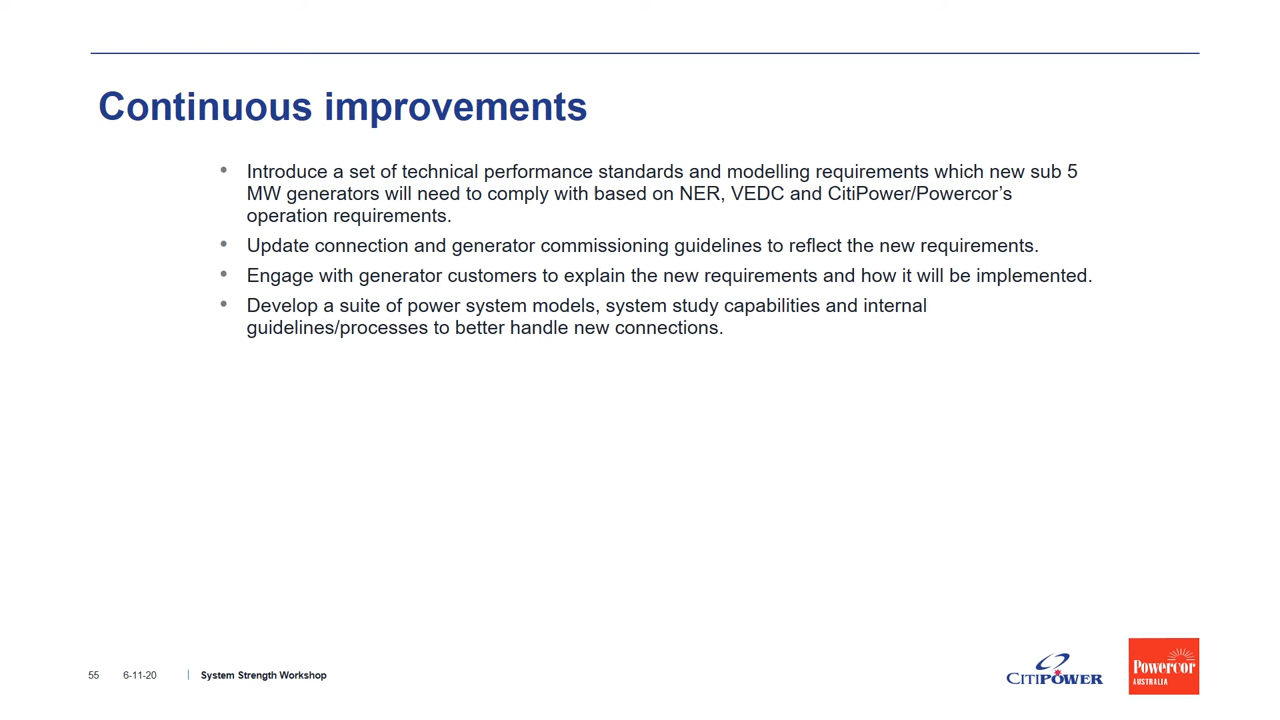 Continuous improvements
• Introduce a set of technical performance standards and modelling requirements which new sub 5
MW generators will need to comply with based on NER, VEDC and CitiPower/Powercor’s
operation requirements.
• Update connection and generator commissioning guidelines to reflect the new requirements.
• Engage with generator customers to explain the new requirements and how it will be implemented.
• Develop a suite of power system models, system study capabilities and internal
guidelines/processes to better handle new connections.
55 6-11-20 | System Strength Workshop
CITIPOWER
Powercor
AUSTRALIA